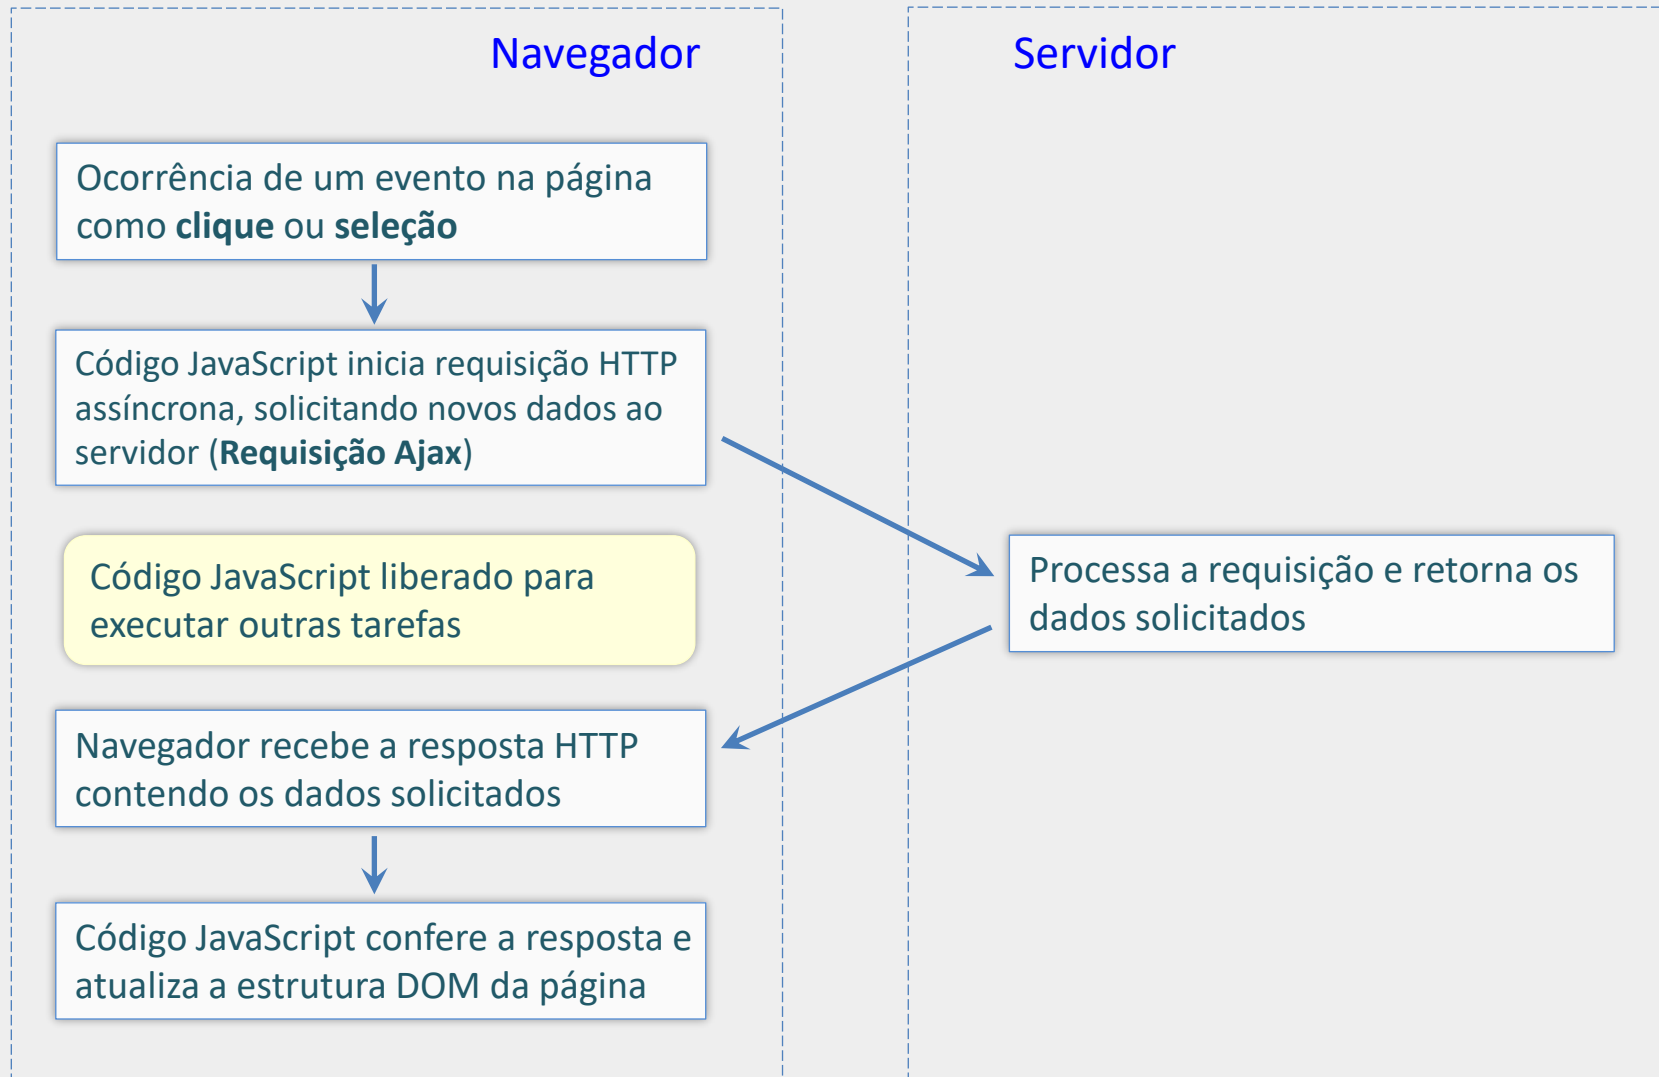 Navegador
Servidor
Ocorrência de um evento na página
como clique ou seleção
Código JavaScript inicia requisição HTTP
assíncrona, solicitando novos dados ao
servidor (Requisição Ajax)
Código JavaScript liberado para
executar outras tarefas
Processa a requisição e retorna os
dados solicitados
Navegador recebe a resposta HTTP
contendo os dados solicitados
Código JavaScript confere a resposta e
atualiza a estrutura DOM da página